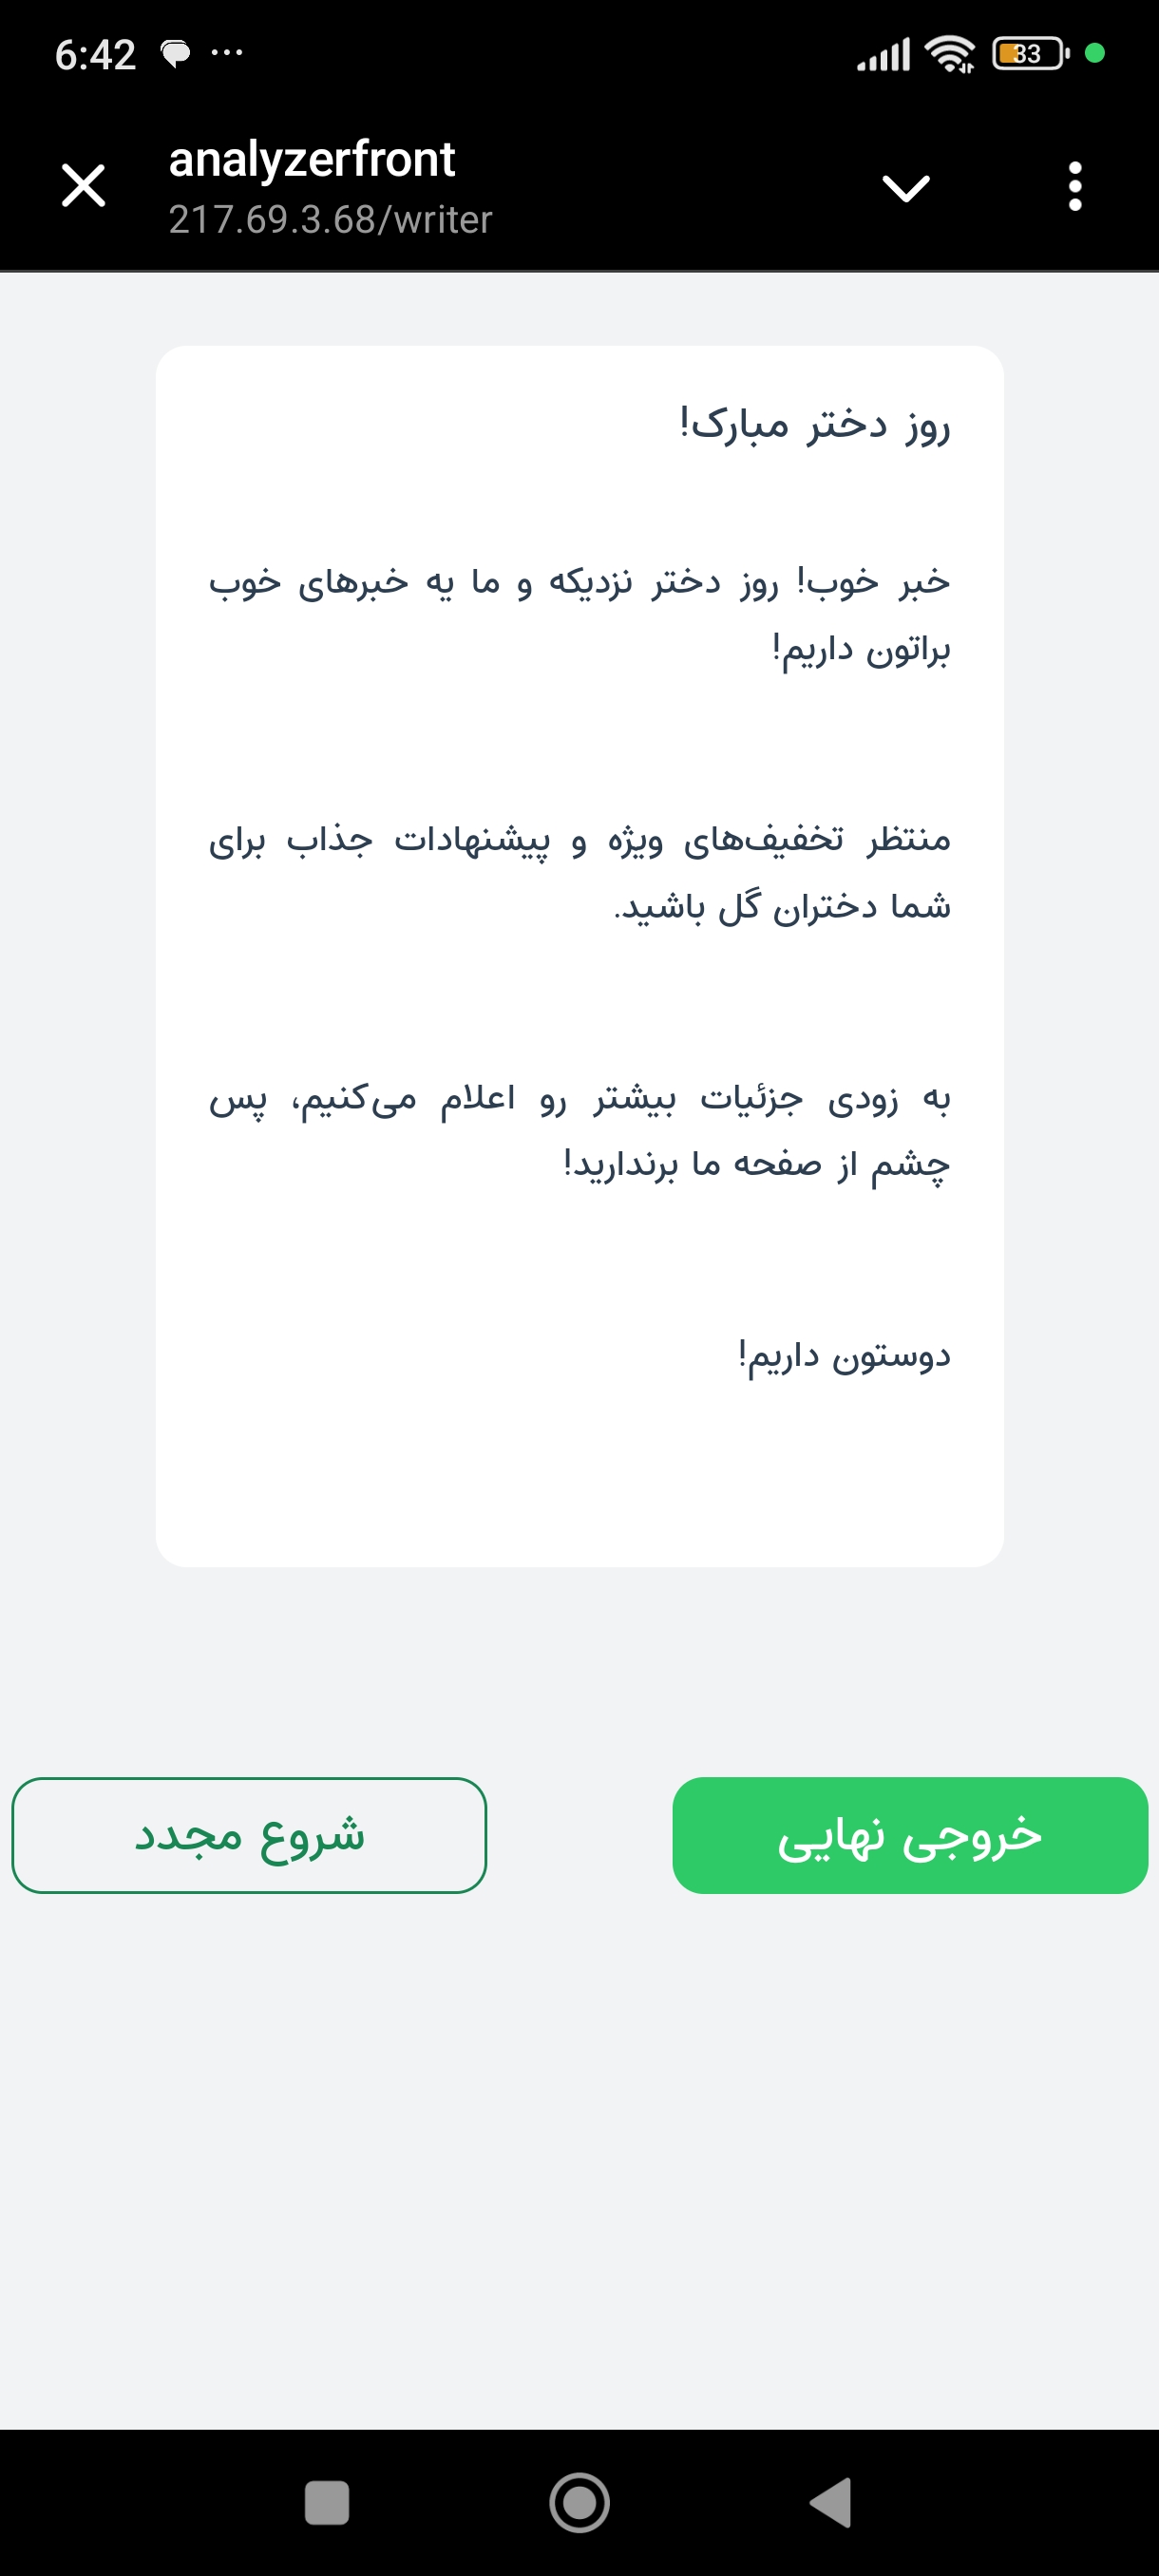 6:42
33
analyzerfront
217.69.3.68/writer
روز دختر مبارک!
خبر خوب! روز دختر نزدیکه و ما یه خبرهای خوب
براتون داریم!
منتظر تخفیف‌های ویژه و پیشنهادات جذاب برای
شما دختران گل باشید.
به زودی جزئیات بیشتر رو اعلام می‌کنیم، پس
چشم از صفحه ما برندارید!
دوستون داریم!
خروجی نهایی
شروع مجدد